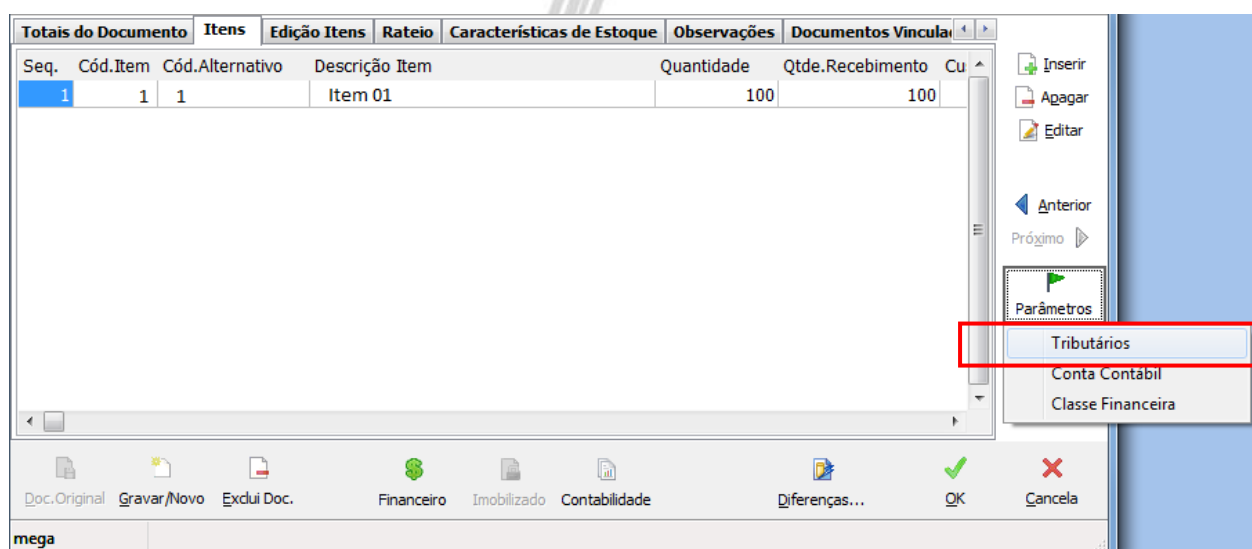 Totais do Documento Itens Edição Itens Rateio Características de Estoque Observações Documentos Vincula
Seq. Cód.Item Cód.Alternativo Descrição Item Quantidade Qtde.Recebimento Cu
1 1 1 Item 01 100 100
Inserir
Apagar
Editar
Anterior
Próximo
Parâmetros
Tributários
Conta Contábil
Classe Financeira
Doc.Original Gravar/Novo Exclui Doc. Financeiro Imobilizado Contabilidade Diferenças... OK Cancela
mega